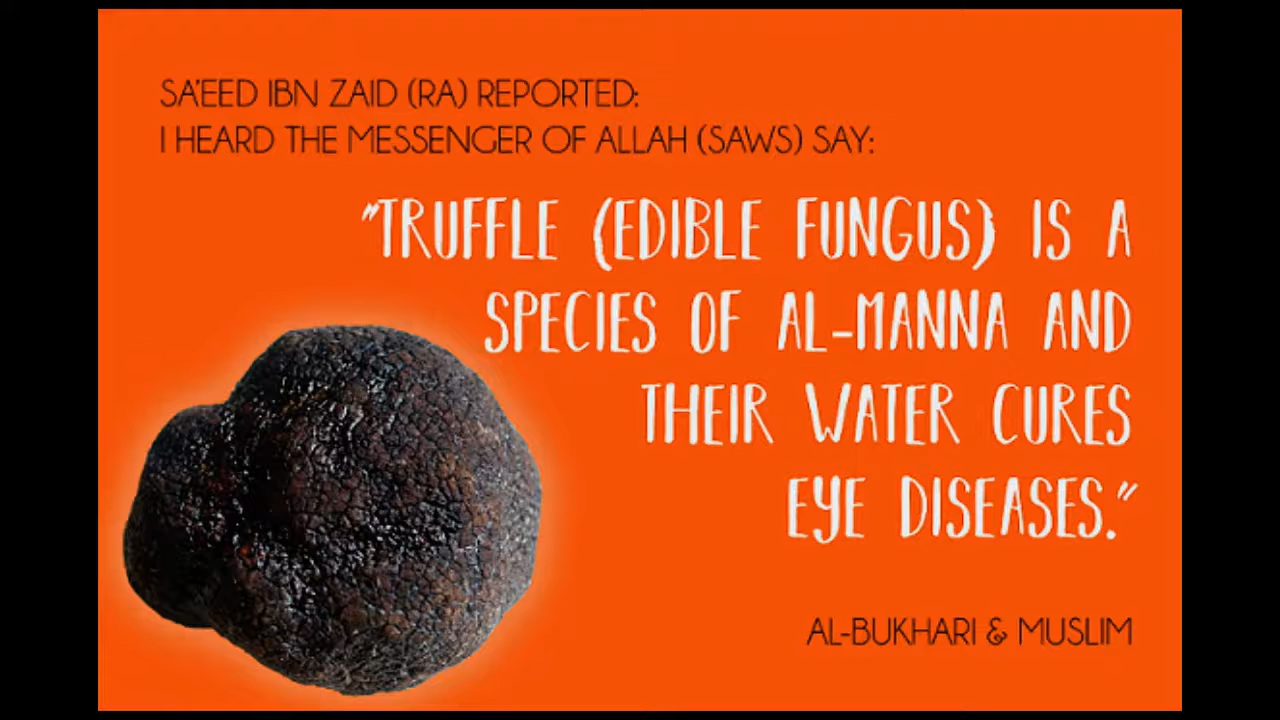 SA'EED IBN ZAID (RA) REPORTED:
I HEARD THE MESSENGER OF ALLAH (SAWS) SAY:
"TRUFFLE (EDIBLE FUNGUS) IS A
SPECIES OF AL-MANNA AND
THEIR WATER CURES
EYE DISEASES."
AL-BUKHARI & MUSLIM